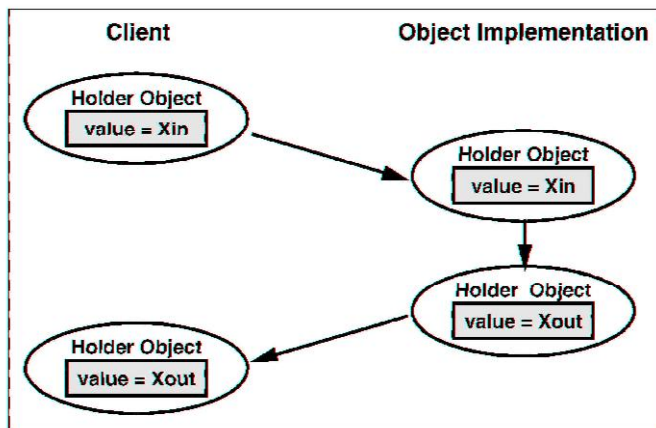 Client
Object Implementation
Holder Object
value = Xin
Holder Object
value = Xin
Holder Object
value = Xout
Holder Object
value = Xout